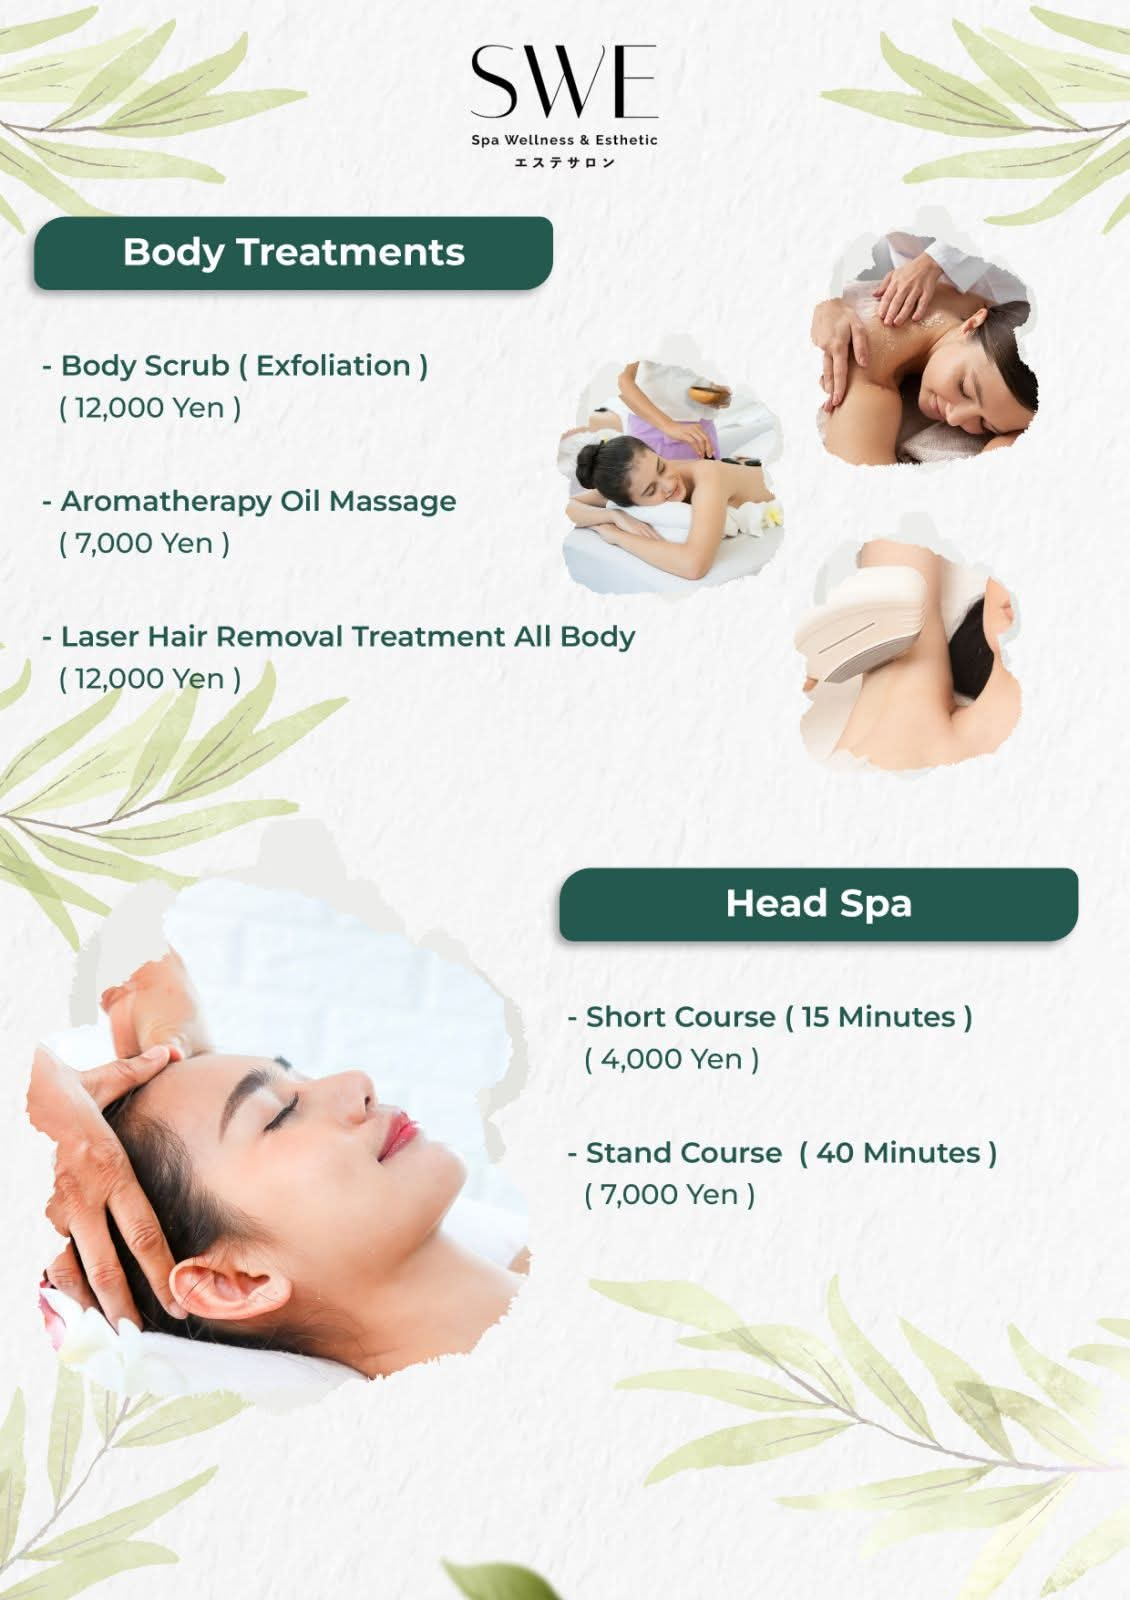 SWE
Spa Wellness & Esthetic
エステサロン
Body Treatments
- Body Scrub ( Exfoliation )
( 12,000 Yen )
- Aromatherapy Oil Massage
( 7,000 Yen )
- Laser Hair Removal Treatment All Body
( 12,000 Yen )
Head Spa
- Short Course ( 15 Minutes )
( 4,000 Yen )
- Stand Course  ( 40 Minutes )
( 7,000 Yen )